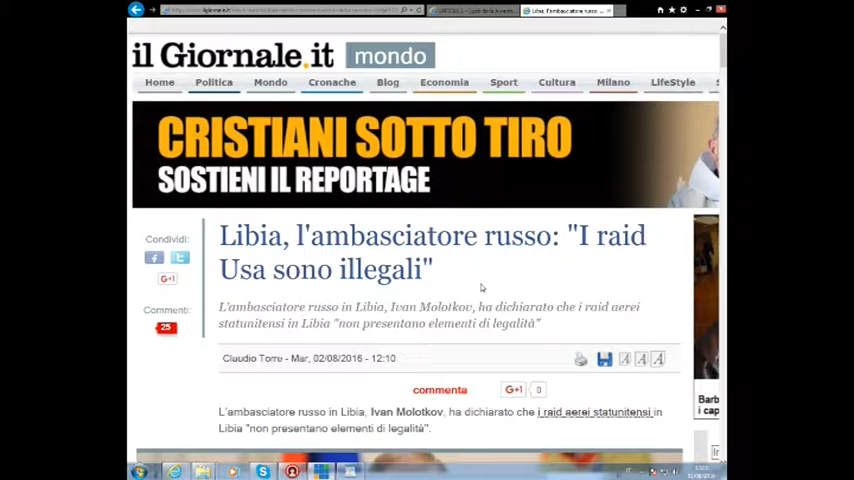 il Giornale.it mondo
Home Politica Mondo Cronache Blog Economia Sport Cultura Milano LifeStyle
CRISTIANI SOTTO TIRO
SOSTIENI IL REPORTAGE
Condividi:
G+1
Commenti:
25
Libia, l'ambasciatore russo: "I raid
Usa sono illegali"
L'ambasciatore russo in Libia, Ivan Molotkov, ha dichiarato che i raid aerei
statunitensi in Libia "non presentano elementi di legalità"
Claudio Torre - Mar, 02/08/2016 - 12:10
A A A
commenta G+1 0
L'ambasciatore russo in Libia, Ivan Molotkov, ha dichiarato che i raid aerei statunitensi in
Libia "non presentano elementi di legalità".
Barb
i cap